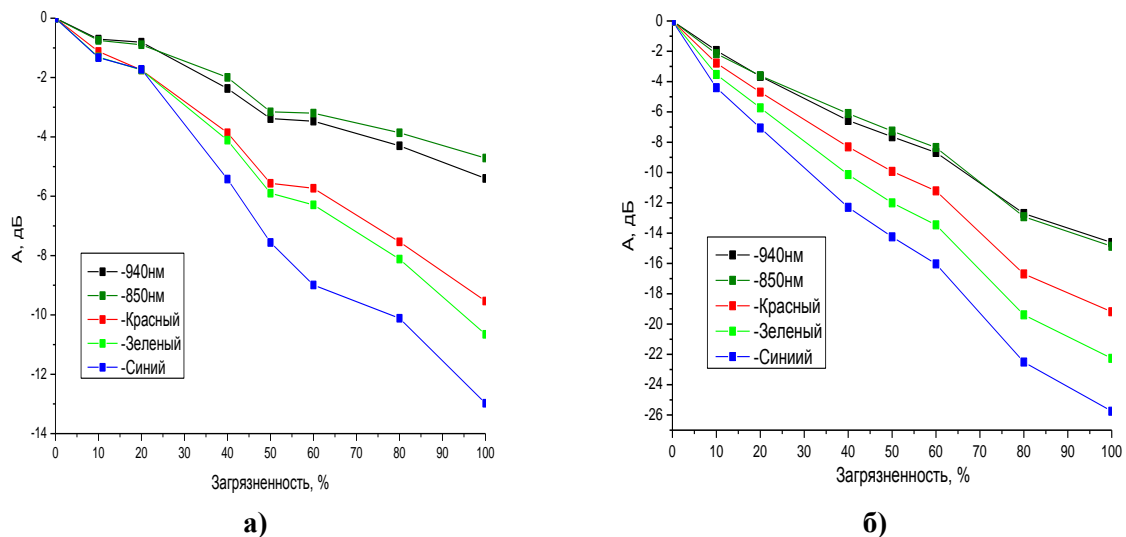 0
-2
-4
-6
-8
-10
-12
-14
А, дБ
-940нм
-850нм
-Красный
-Зеленый
-Синий
0 10 20 30 40 50 60 70 80 90 100
Загрязненность, %
а)
0
-2
-4
-6
-8
-10
-12
-14
-16
-18
-20
-22
-24
-26
А, дБ
-940нм
-850нм
-Красный
-Зеленый
-Синиий
0 10 20 30 40 50 60 70 80 90 100
Загрязненность, %
б)